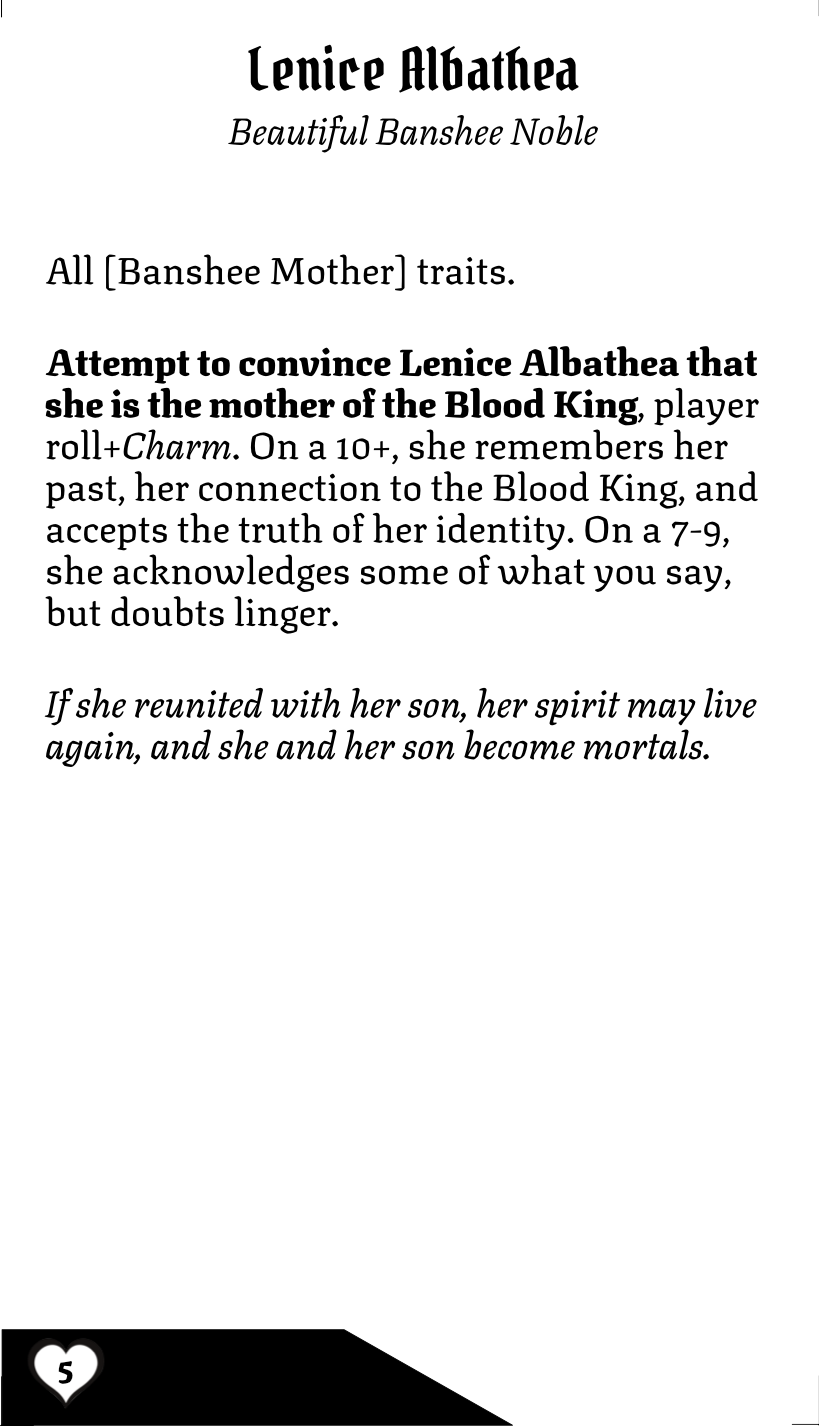 Lenice Albathea
Beautiful Banshee Noble
All [Banshee Mother] traits.
Attempt to convince Lenice Albathea that
she is the mother of the Blood King, player
roll+Charm. On a 10+, she remembers her
past, her connection to the Blood King, and
accepts the truth of her identity. On a 7-9,
she acknowledges some of what you say,
but doubts linger.
If she reunited with her son, her spirit may live
again, and she and her son become mortals.
5